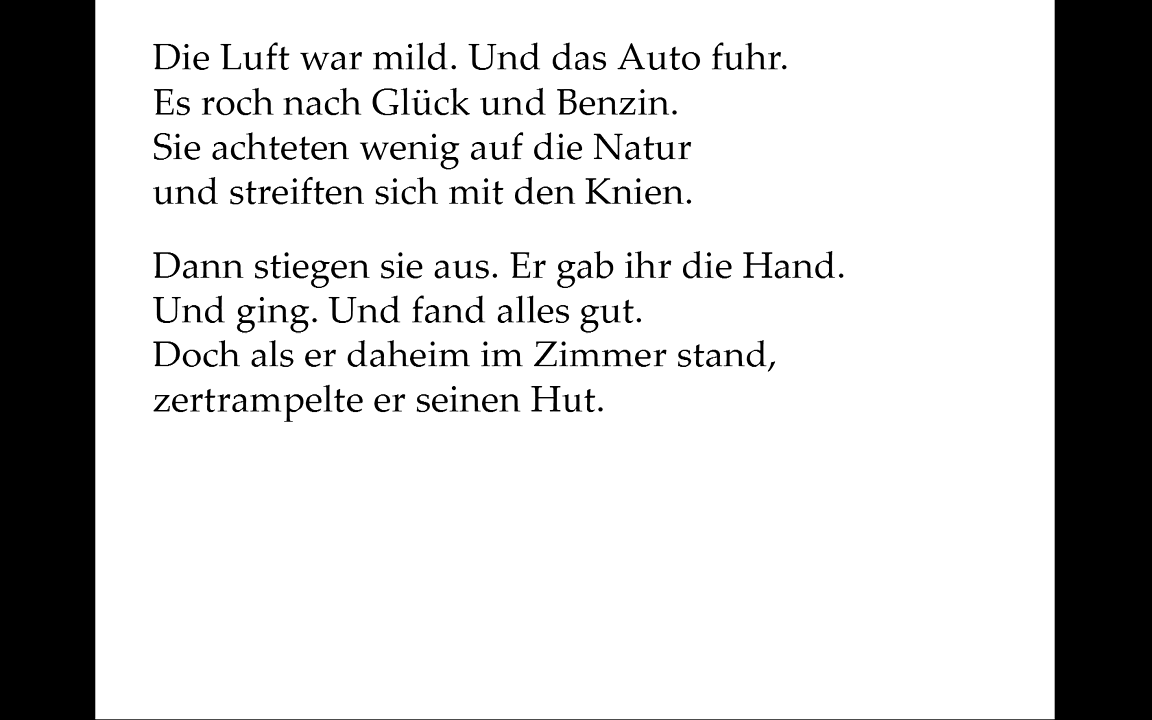 Die Luft war mild. Und das Auto fuhr.
Es roch nach Glück und Benzin.
Sie achteten wenig auf die Natur
und streiften sich mit den Knien.
Dann stiegen sie aus. Er gab ihr die Hand.
Und ging. Und fand alles gut.
Doch als er daheim im Zimmer stand,
zertrampelte er seinen Hut.